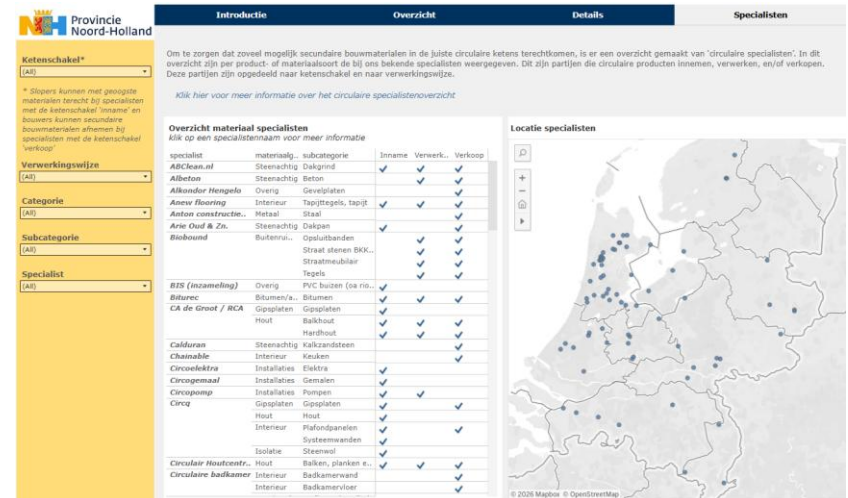 Provincie
Noord-Holland
Introductie Overzicht Details Specialisten
Ketenschakel*
(All)
* Slopers kunnen met geoogste
materialen terecht bij specialisten
met de ketenschakel 'inname' en
bouwers kunnen secundaire
bouwmaterialen afnemen bij
specialisten met de ketenschakel
'verkoop'
Verwerkingswijze
(All)
Categorie
(All)
Subcategorie
(All)
Specialist
(All)
Om te zorgen dat zoveel mogelijk secundaire bouwmaterialen in de juiste circulaire ketens terechtkomen, is er een overzicht gemaakt van 'circulaire specialisten'. In dit
overzicht zijn per product- of materiaalsoort de bij ons bekende specialisten weergegeven. Dit zijn partijen die circulaire producten innemen, verwerken, en/of verkopen.
Deze partijen zijn opgedeeld naar ketenschakel en naar verwerkingswijze.
Klik hier voor meer informatie over het circulaire specialistenoverzicht
Overzicht materiaal specialisten
klik op een specialistennaam voor meer informatie
specialist materiaalg.. subcategorie Inname Verwerk.. Verkoop
ABClean.nl Steenachtig Dakgrind
Albeton Steenachtig Beton
Alkondor Hengelo Overig Gevelplaten
Anew flooring Interieur Tapijttegels, tapijt
Anton constructie.. Metaal Staal
Arie Oud & Zn. Steenachtig Dakpan
Biobound Buitenrui.. Opsluitbanden
Straat stenen BKK..
Straatmeubilair
Tegels
BIS (inzameling) Overig PVC buizen (oa rio..
Biturec Bitumen/a.. Bitumen
CA de Groot / RCA Gipsplaten Gipsplaten
Hout Balkhout
Hardhout
Calduran Steenachtig Kalkzandsteen
Chainable Interieur Keuken
Circoelektra Installaties Elektra
Circogemaal Installaties Gemalen
Circopomp Installaties Pompen
Circq Gipsplaten Gipsplaten
Hout Hout
Interieur Plafondpanelen
Systeemwanden
Isolatie Steenwol
Circulair Houtcentr.. Hout Balken, planken e..
Circulaire badkamer Interieur Badkamerwand
Interieur Badkamervloer
Locatie specialisten
© 2026 Mapbox © OpenStreetMap